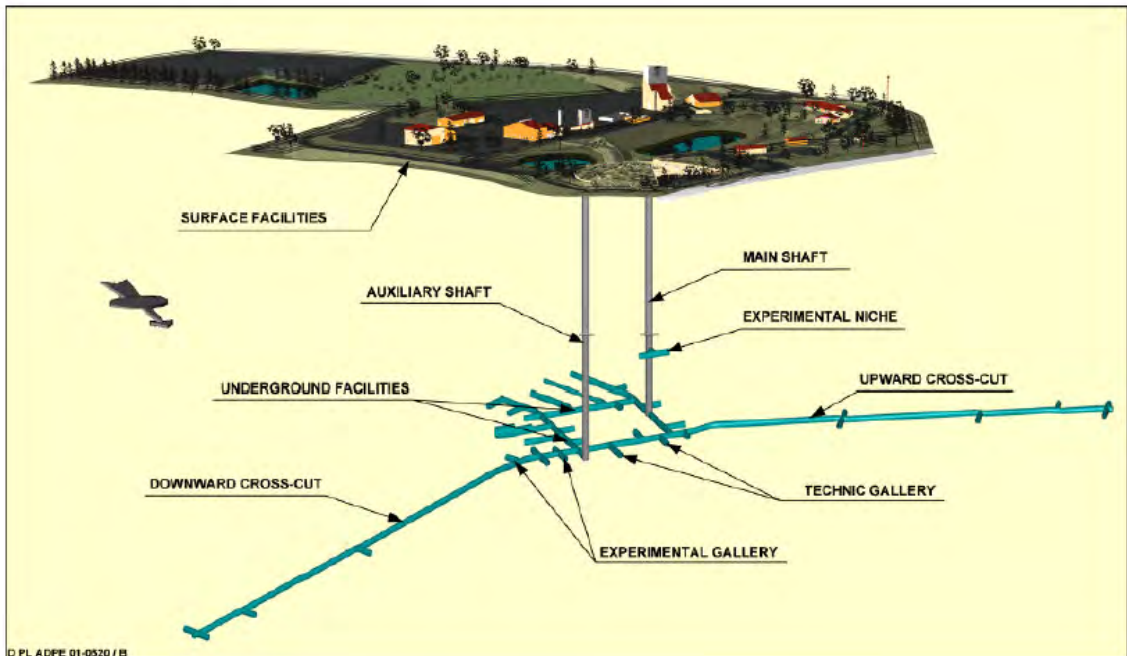 SURFACE FACILITIES
MAIN SHAFT
AUXILIARY SHAFT
EXPERIMENTAL NICHE
UNDERGROUND FACILITIES
UPWARD CROSS-CUT
DOWNWARD CROSS-CUT
TECHNIC GALLERY
EXPERIMENTAL GALLERY
D PL ADPE 01-0520 / B